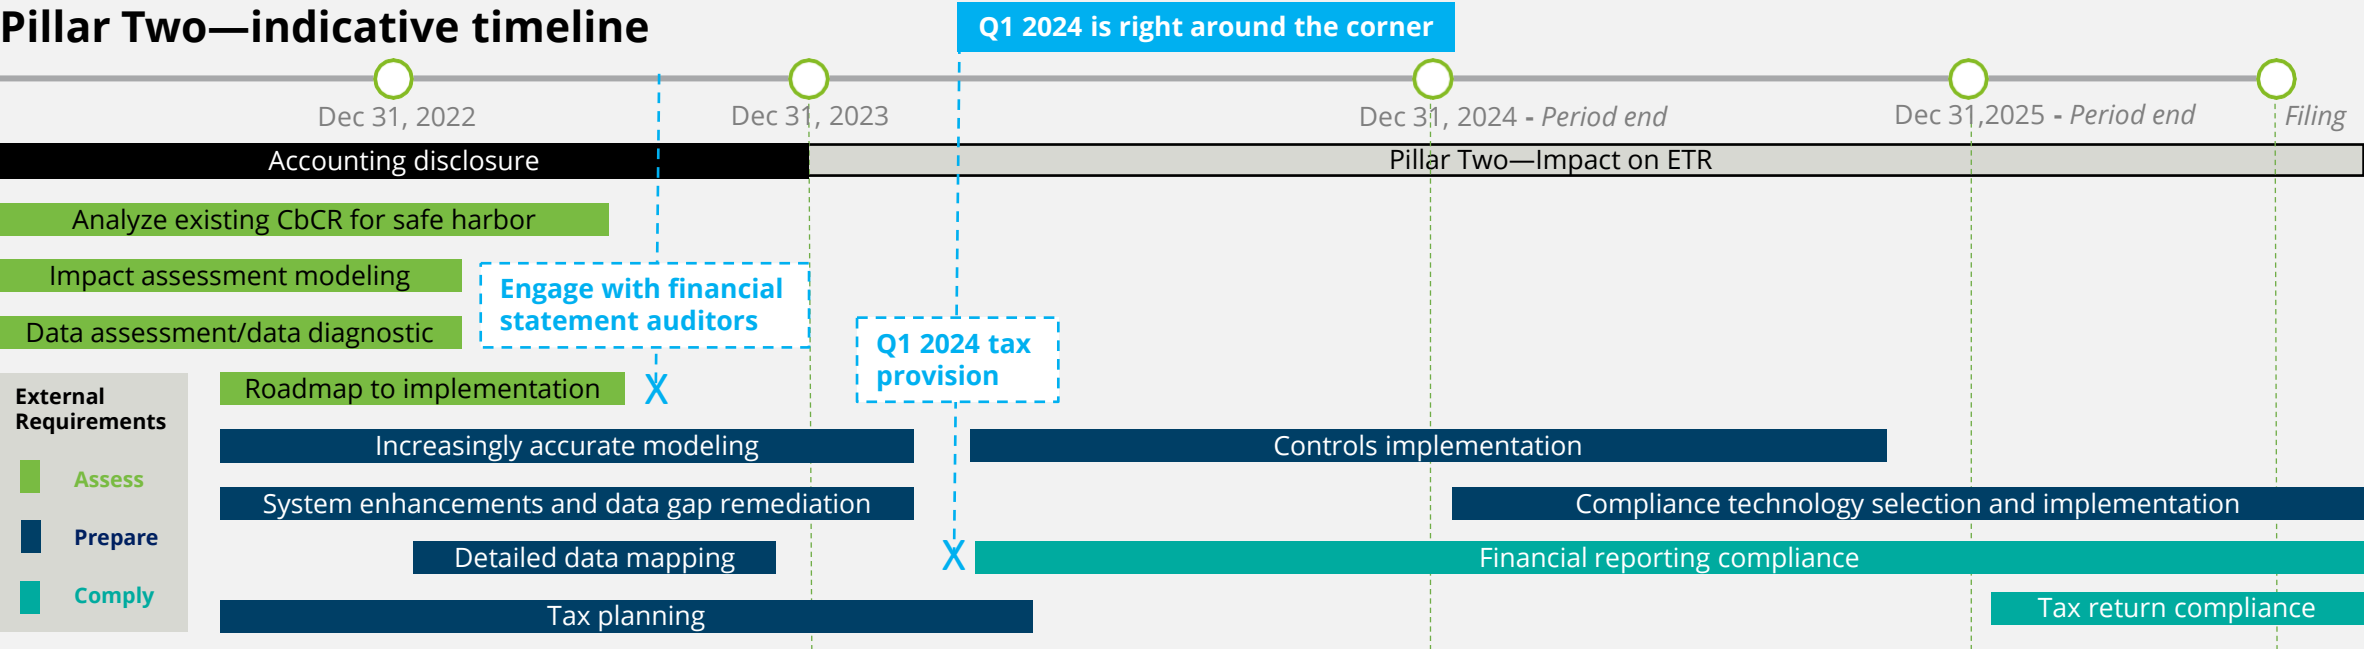 Pillar Two—indicative timeline
Q1 2024 is right around the corner
Dec 31, 2022
Dec 31, 2023
Dec 31, 2024 - Period end
Dec 31,2025 - Period end
Filing
Accounting disclosure
Pillar Two—Impact on ETR
Analyze existing CbCR for safe harbor
Impact assessment modeling
Data assessment/data diagnostic
Engage with financial
statement auditors
Q1 2024 tax
provision
Roadmap to implementation
X
External
Requirements
Assess
Prepare
Comply
Increasingly accurate modeling
Controls implementation
System enhancements and data gap remediation
Compliance technology selection and implementation
Detailed data mapping
X
Financial reporting compliance
Tax planning
Tax return compliance